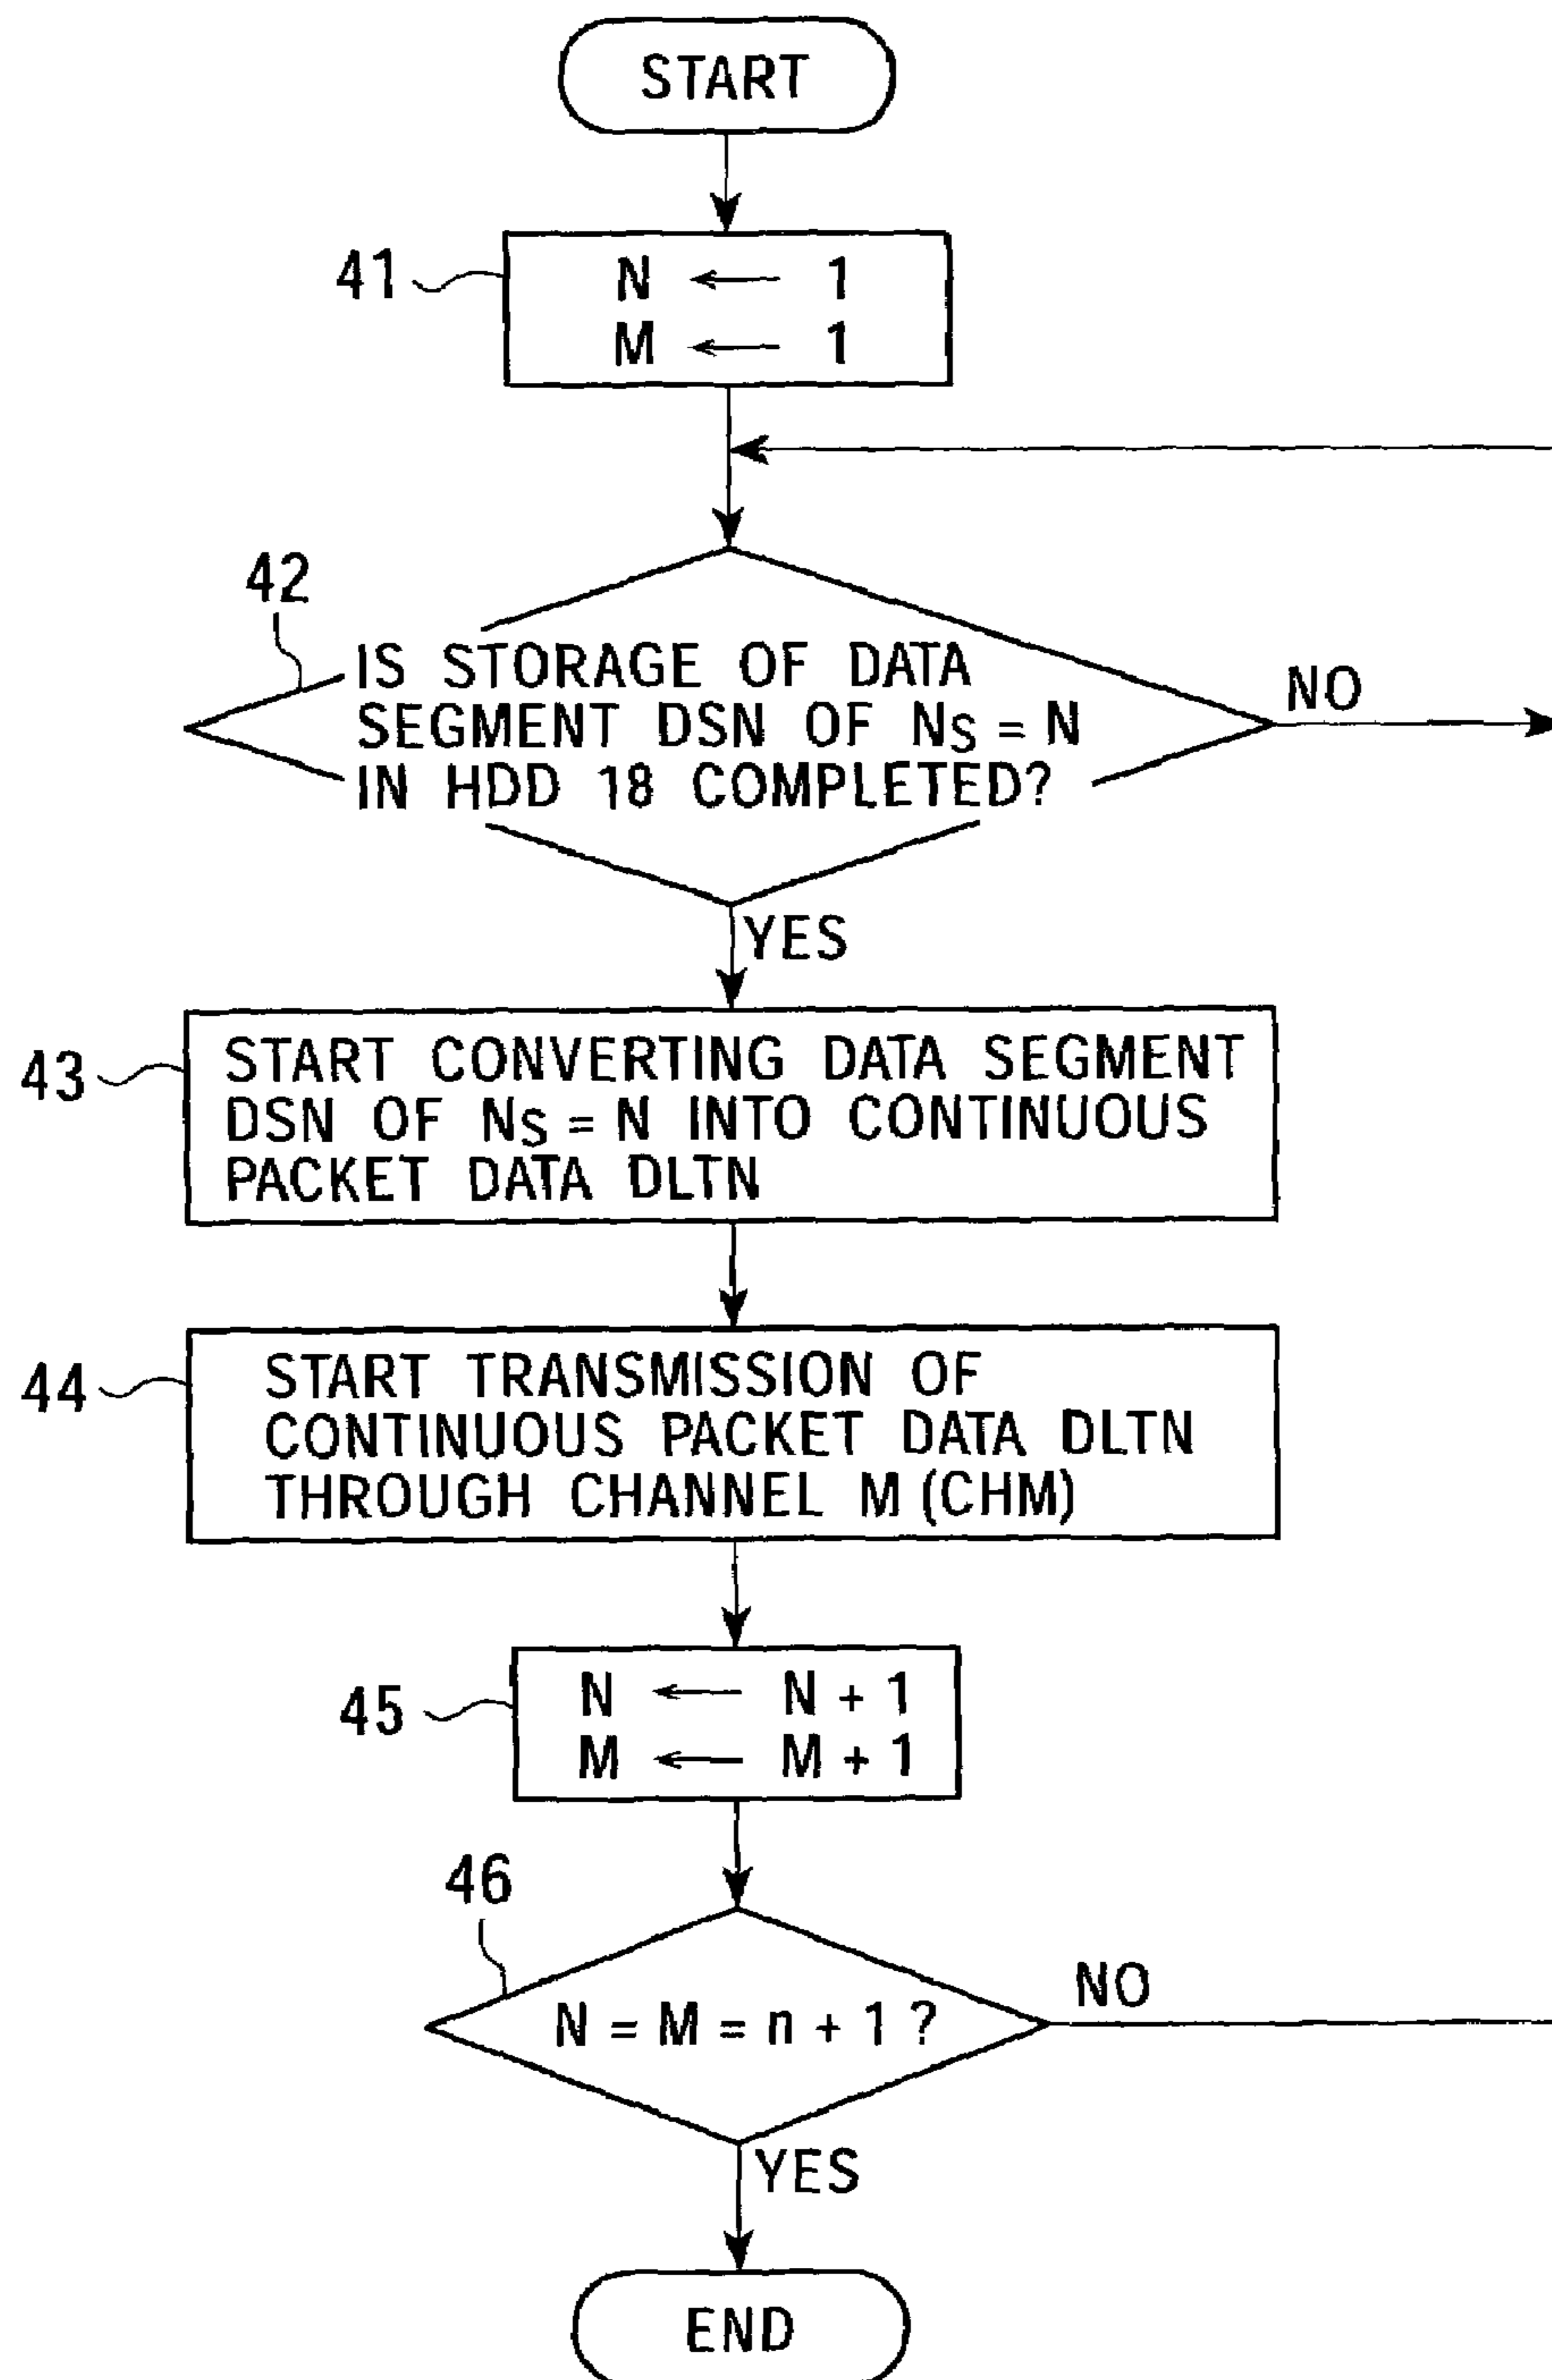 START
41
N ← 1
M ← 1
42
IS STORAGE OF DATA
SEGMENT DSN OF NS = N
IN HDD 18 COMPLETED?
NO
YES
43
START CONVERTING DATA SEGMENT
DSN OF NS = N INTO CONTINUOUS
PACKET DATA DLTN
44
START TRANSMISSION OF
CONTINUOUS PACKET DATA DLTN
THROUGH CHANNEL M (CHM)
45
N ← N + 1
M ← M + 1
46
N = M = n + 1 ?
NO
YES
END